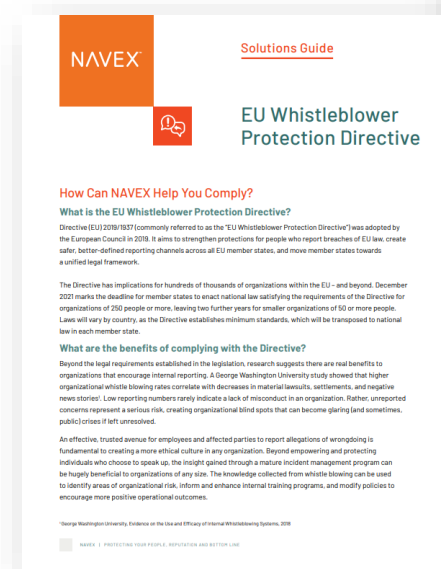 NAVEX
Solutions Guide
EU Whistleblower
Protection Directive
How Can NAVEX Help You Comply?
What is the EU Whistleblower Protection Directive?
Directive (EU) 2019/1937 (commonly referred to as the "EU Whistleblower Protection Directive") was adopted by
the European Council in 2019. It aims to strengthen protections for people who report breaches of EU law, create
safer, better-defined reporting channels across all EU member states, and move member states towards
a unified legal framework.
The Directive has implications for hundreds of thousands of organizations within the EU – and beyond. December
2021 marks the deadline for member states to enact national law satisfying the requirements of the Directive for
organizations of 250 people or more, leaving two further years for smaller organizations of 50 or more people.
Laws will vary by country, as the Directive establishes minimum standards, which will be transposed to national
law in each member state.
What are the benefits of complying with the Directive?
Beyond the legal requirements established in the legislation, research suggests there are real benefits to
organizations that encourage internal reporting. A George Washington University study showed that higher
organizational whistle blowing rates correlate with decreases in material lawsuits, settlements, and negative
news stories¹. Low reporting numbers rarely indicate a lack of misconduct in an organization. Rather, unreported
concerns represent a serious risk, creating organizational blind spots that can become glaring (and sometimes,
public) crises if left unresolved.
An effective, trusted avenue for employees and affected parties to report allegations of wrongdoing is
fundamental to creating a more ethical culture in any organization. Beyond empowering and protecting
individuals who choose to speak up, the insight gained through a mature incident management program can
be hugely beneficial to organizations of any size. The knowledge collected from whistle blowing can be used
to identify areas of organizational risk, inform and enhance internal training programs, and modify policies to
encourage more positive operational outcomes.
¹George Washington University, Evidence on the Use and Efficacy of Internal Whistleblowing Systems, 2018
NAVEX | PROTECTING YOUR PEOPLE, REPUTATION AND BOTTOM LINE